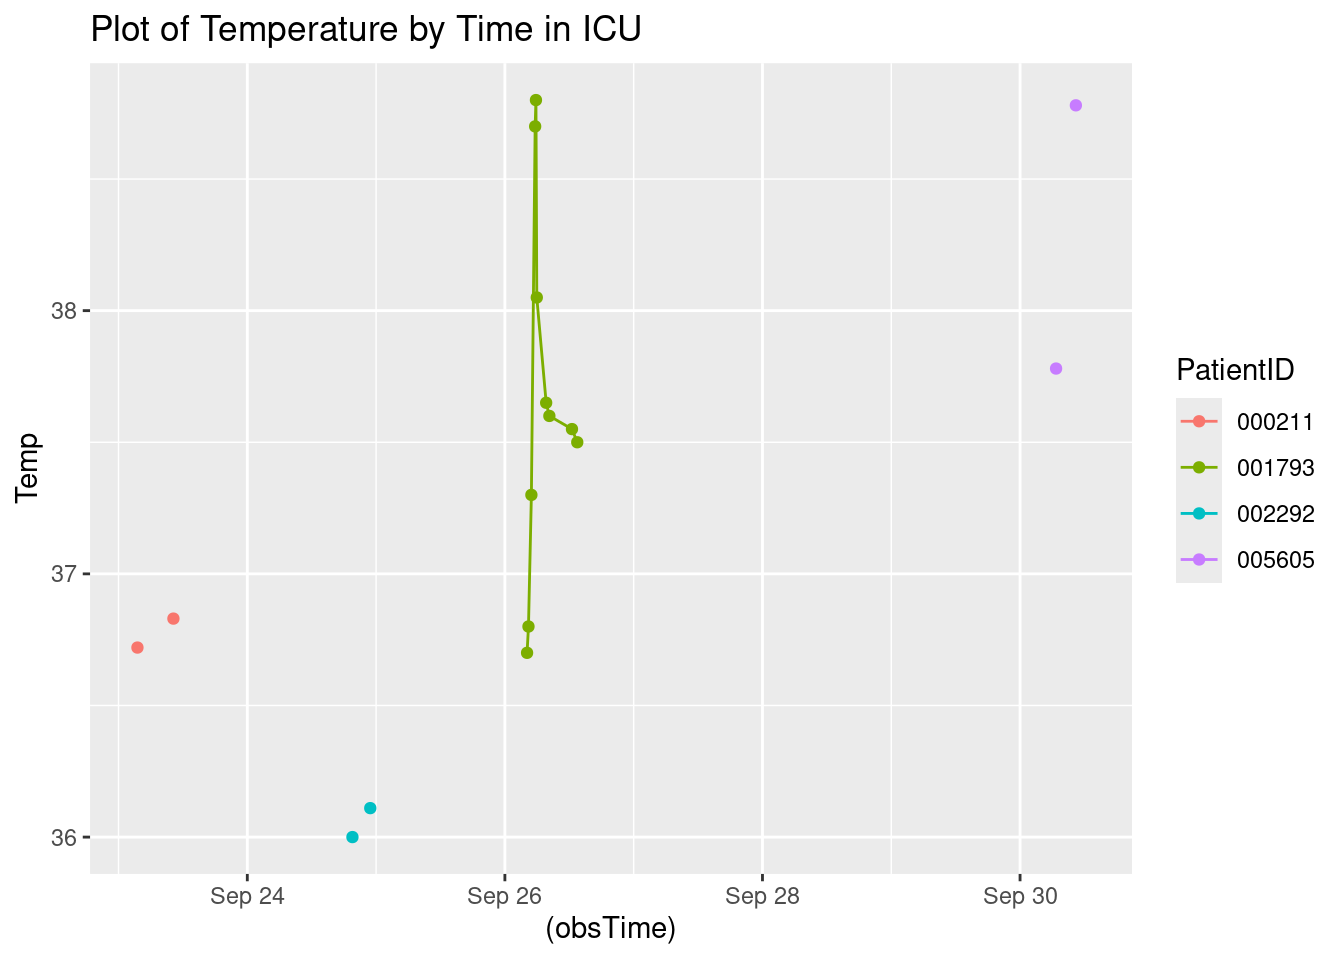 Plot of Temperature by Time in ICU
Temp
38
37
36
Sep 24
Sep 26
Sep 28
Sep 30
(obsTime)
PatientID
000211
001793
002292
005605